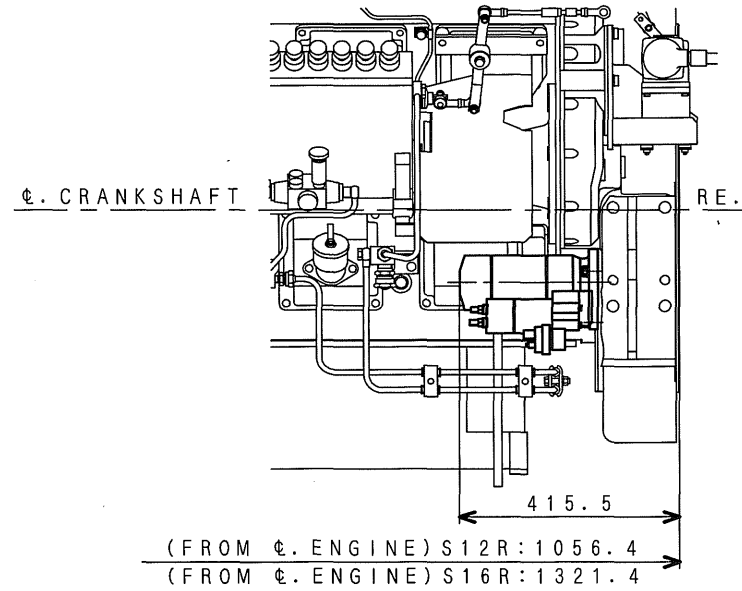 ℄.CRANKSHAFT RE.
415.5
(FROM ℄.ENGINE)S12R:1056.4
(FROM ℄.ENGINE)S16R:1321.4